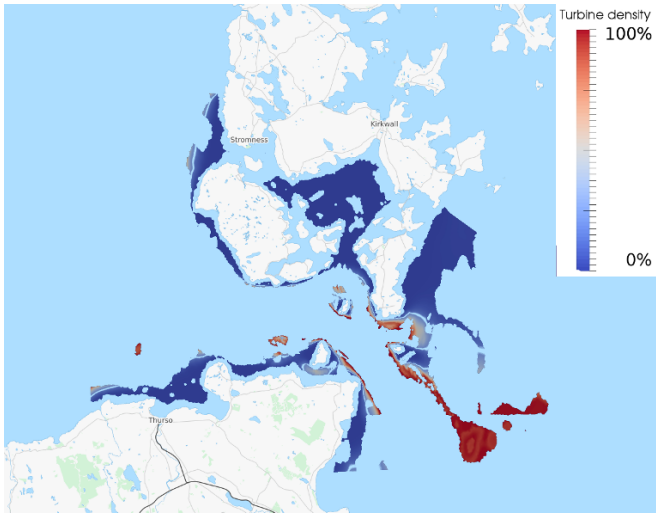 Turbine density
100%
0%
Stromness
Kirkwall
Thurso